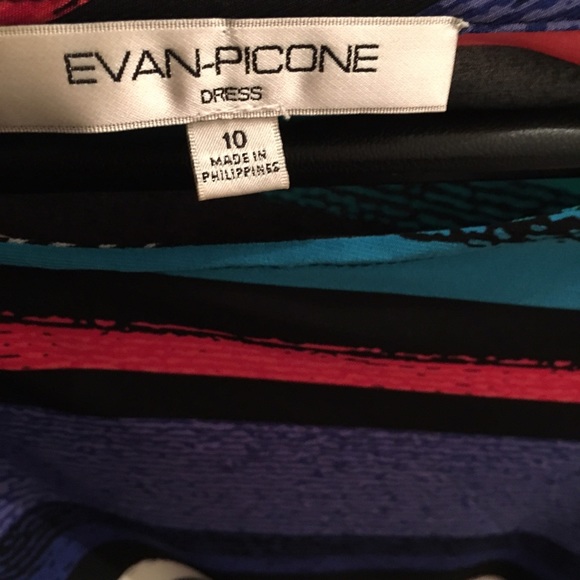 EVAN-PICONE
DRESS
10
MADE IN
PHILIPPINES